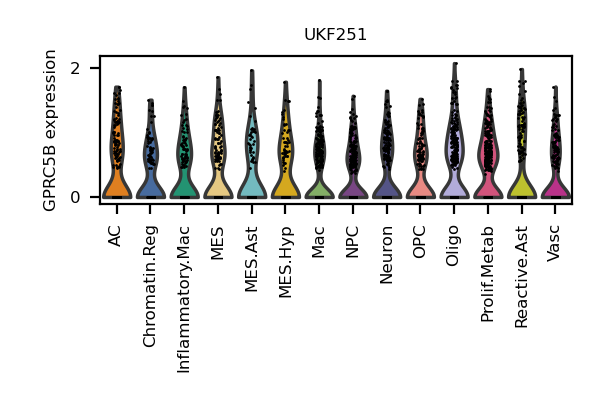 UKF251
GPRC5B expression
2
0
AC
Chromatin.Reg
Inflammatory.Mac
MES
MES.Ast
MES.Hyp
Mac
NPC
Neuron
OPC
Oligo
Prolif.Metab
Reactive.Ast
Vasc